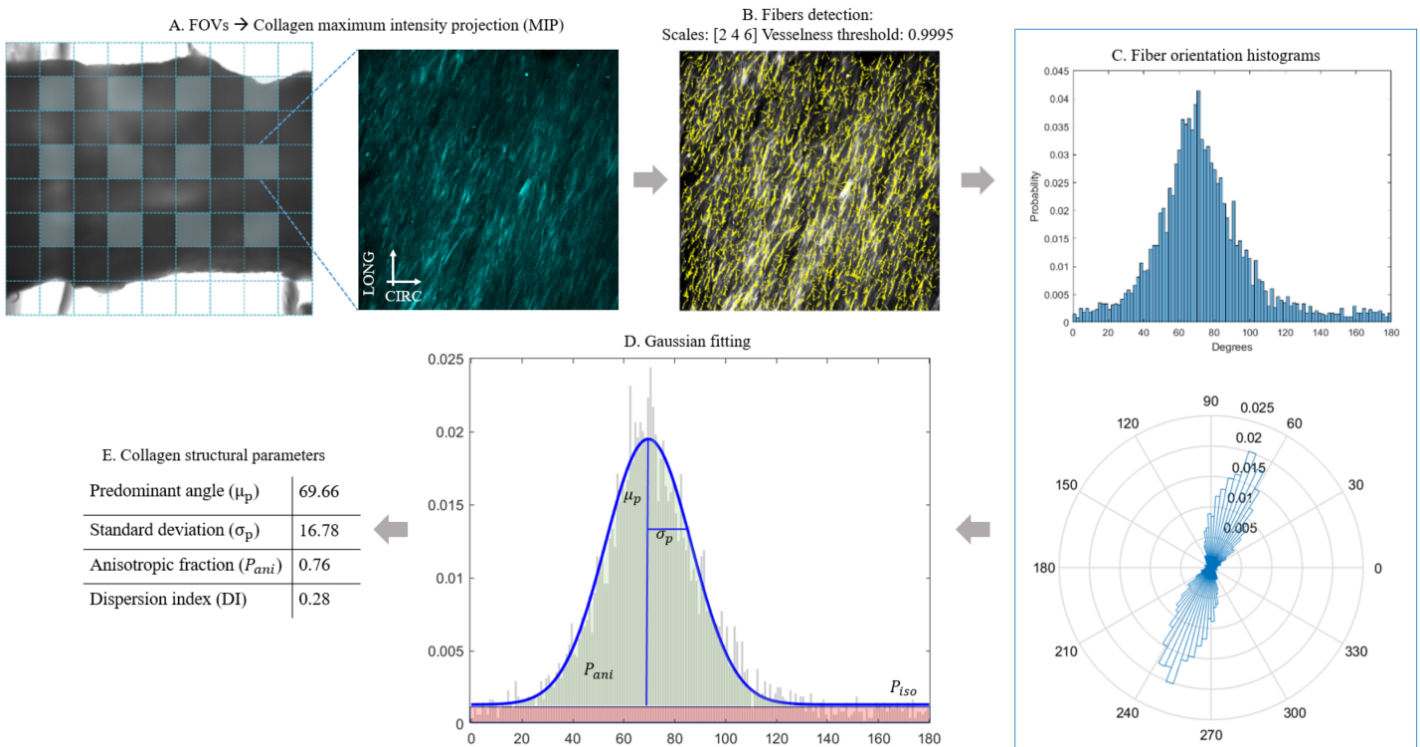 A. FOVs → Collagen maximum intensity projection (MIP)
LONG
CIRC
B. Fibers detection:
Scales: [2 4 6] Vesselness threshold: 0.9995
C. Fiber orientation histograms
0.045
0.04
0.035
0.03
0.025
0.02
0.015
0.01
0.005
0
Probability
0 20 40 60 80 100 120 140 160 180
Degrees
90
120
60
150
30
180
0
210
330
240
300
270
0.025
0.02
0.015
0.01
0.005
D. Gaussian fitting
0.025
0.02
0.015
0.01
0.005
0
μp
σp
Pani
Piso
0 20 40 60 80 100 120 140 160 180
E. Collagen structural parameters
Predominant angle (μp) 69.66
Standard deviation (σp) 16.78
Anisotropic fraction (Pani) 0.76
Dispersion index (DI) 0.28